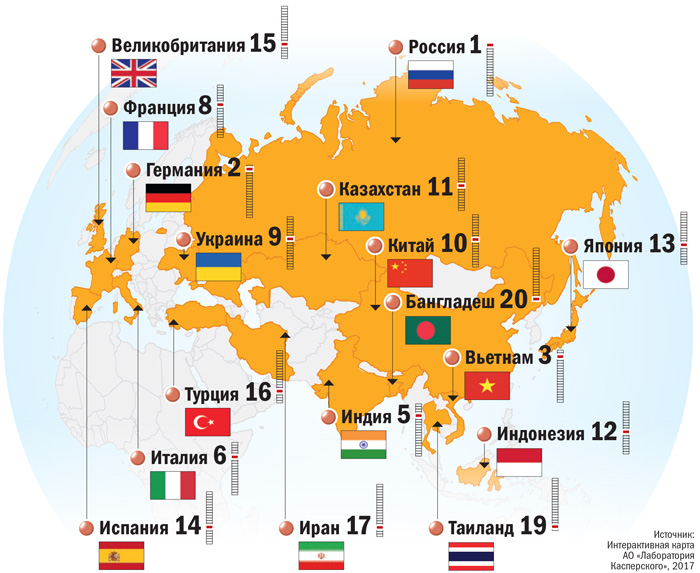 Великобритания 15
Россия 1
Франция 8
Германия 2
Казахстан 11
Украина 9
Китай 10
Япония 13
Бангладеш 20
Вьетнам 3
Турция 16
Индия 5
Индонезия 12
Италия 6
Испания 14
Иран 17
Таиланд 19
Источник:
Интерактивная карта
АО «Лаборатория
Касперского», 2017